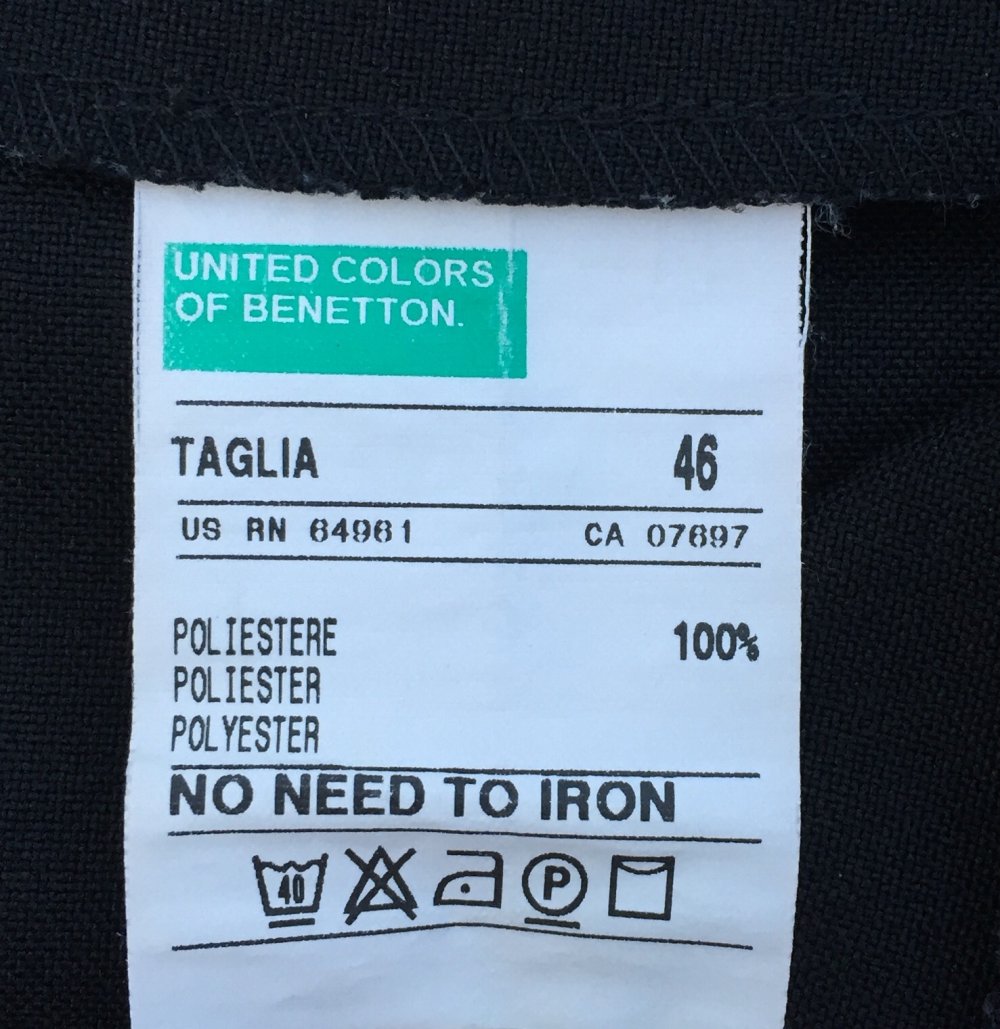 UNITED COLORS
OF BENETTON.
TAGLIA 46
US RN 64961 CA 07697
POLIESTERE 100%
POLIESTER
POLYESTER
NO NEED TO IRON
40 P